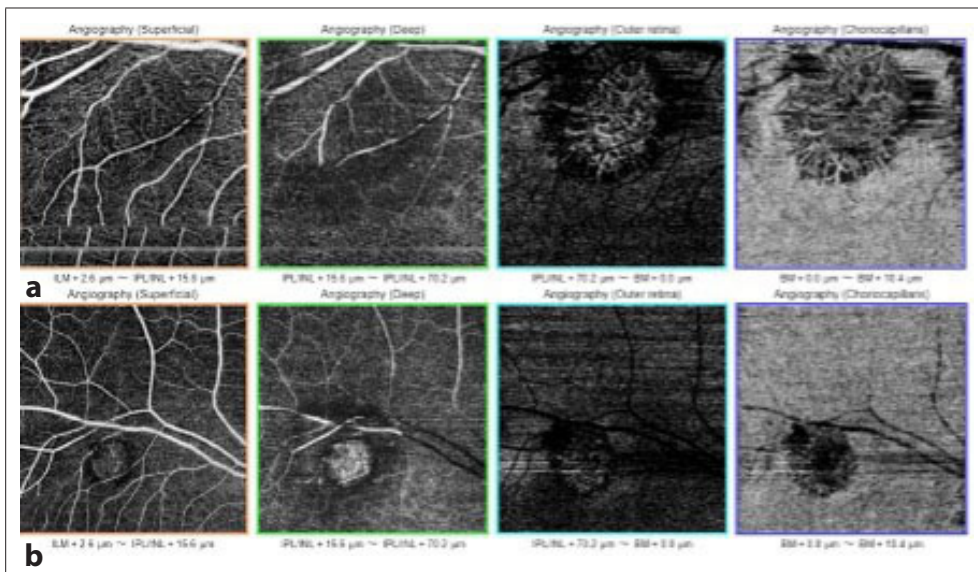 Angiography (Superficial) Angiography (Deep) Angiography (Outer retina) Angiography (Choriocapillaris)
ILM + 2.6 µm ~ IPL/INL + 15.6 µm IPL/INL + 15.6 µm ~ IPL/INL + 70.2 µm IPL/INL + 70.2 µm ~ BM + 0.0 µm BM + 0.0 µm ~ BM + 10.4 µm
a
Angiography (Superficial) Angiography (Deep) Angiography (Outer retina) Angiography (Choriocapillaris)
ILM + 2.6 µm ~ IPL/INL + 15.6 µm IPL/INL + 15.6 µm ~ IPL/INL + 70.2 µm IPL/INL + 70.2 µm ~ BM + 0.0 µm BM + 0.0 µm ~ BM + 10.4 µm
b